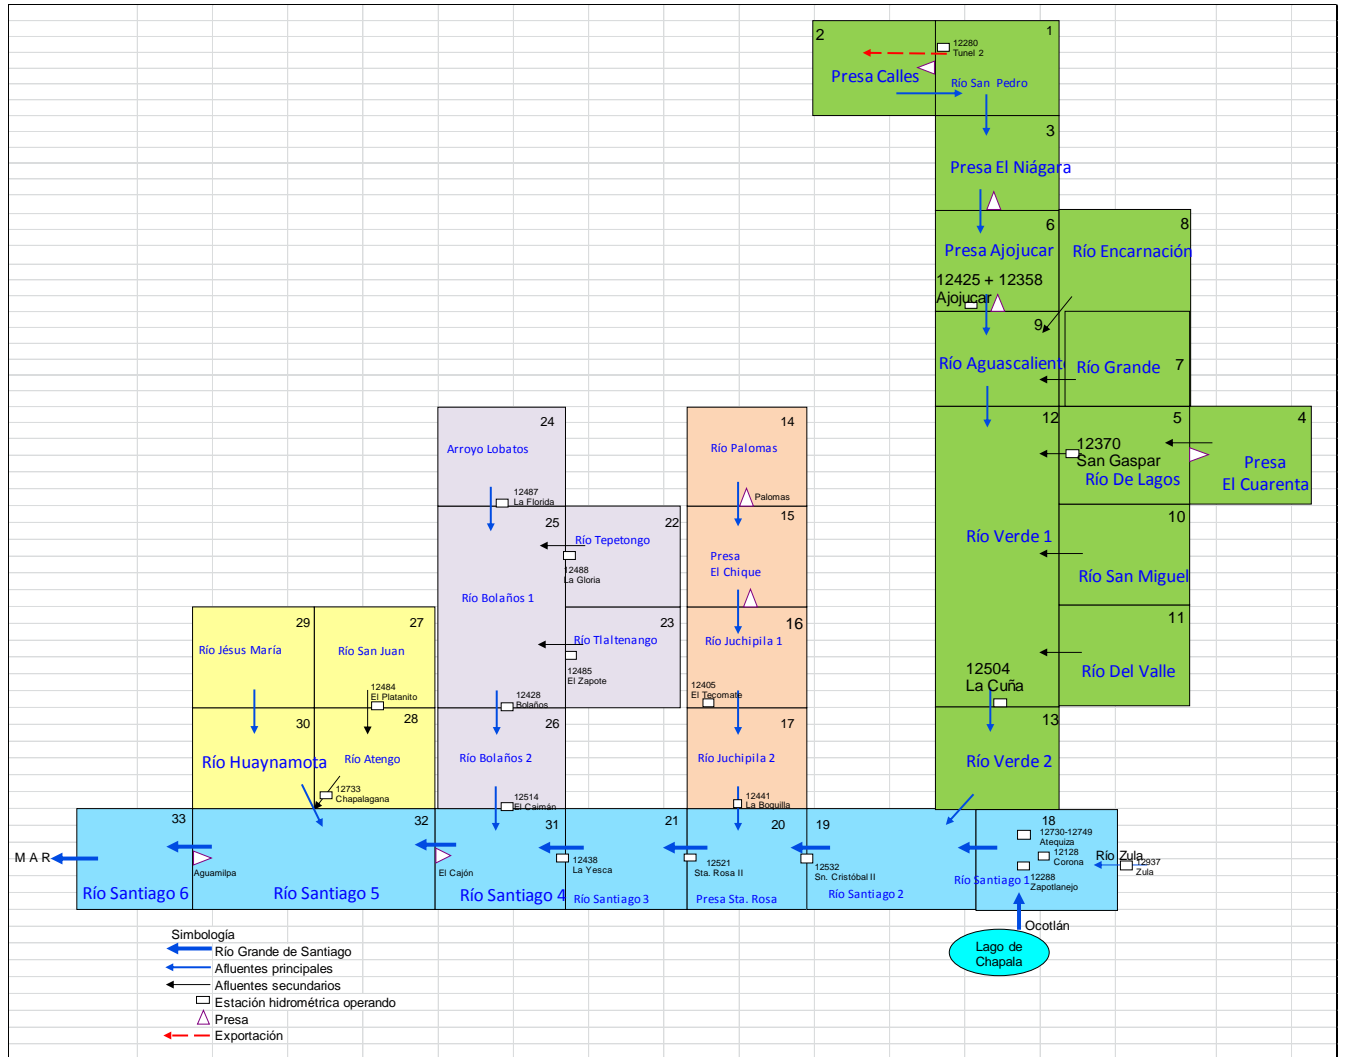 2
1
12280
Tunel 2
Presa Calles
Río San Pedro
3
Presa El Niágara
6
8
Presa Ajojucar
Río Encarnación
12425 + 12358
Ajojucar
9
Río Aguascaliente
Río Grande
7
24
14
12
5
4
Arroyo Lobatos
Río Palomas
12370
San Gaspar
Río De Lagos
Presa
El Cuarenta
12487
La Florida
Palomas
25
22
15
10
Río Tepetongo
Río Verde 1
12488
La Gloria
Presa
El Chique
Río San Miguel
Río Bolaños 1
29
27
23
16
11
Río Jésus María
Río San Juan
Río Tlaltenango
Río Juchipila 1
Río Del Valle
12485
El Zapote
12504
La Cuña
12484
El Platanito
12428
Bolaños
12405
El Tecomate
30
28
26
17
13
Río Huaynamota
Río Atengo
Río Bolaños 2
Río Juchipila 2
Río Verde 2
12733
Chapalagana
12514
El Caimán
12441
La Boquilla
33
32
31
21
20
19
18
12730-12749
Atequiza
12128
Corona
12288
Zapotlanejo
Río Zula
12937
Zula
M A R
Aguamilpa
El Cajón
12438
La Yesca
12521
Sta. Rosa II
12532
Sn. Cristóbal II
Río Santiago 6
Río Santiago 5
Río Santiago 4
Río Santiago 3
Presa Sta. Rosa
Río Santiago 2
Río Santiago 1
Ocotlán
Lago de
Chapala
Simbología
Río Grande de Santiago
Afluentes principales
Afluentes secundarios
Estación hidrométrica operando
Presa
Exportación